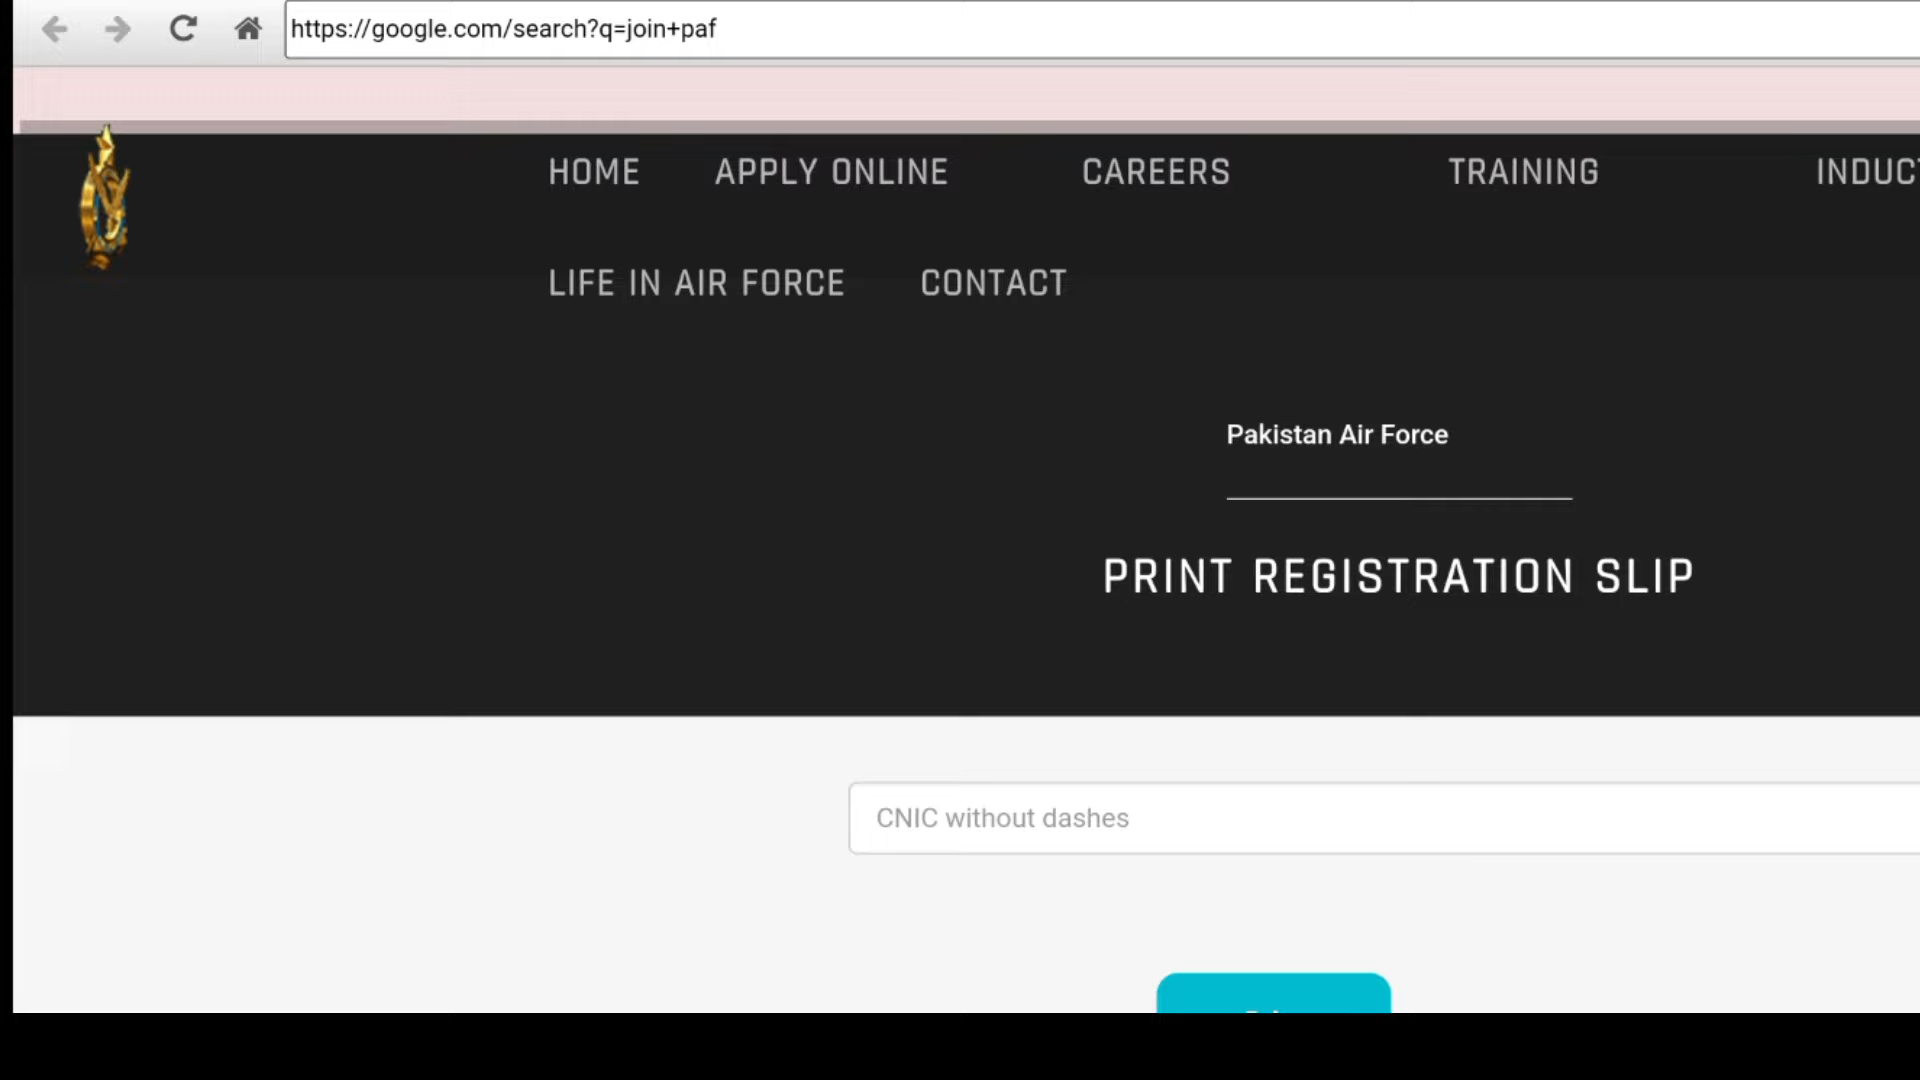 https://google.com/search?q=join+paf
HOME APPLY ONLINE CAREERS TRAINING
LIFE IN AIR FORCE CONTACT
Pakistan Air Force
PRINT REGISTRATION SLIP
CNIC without dashes